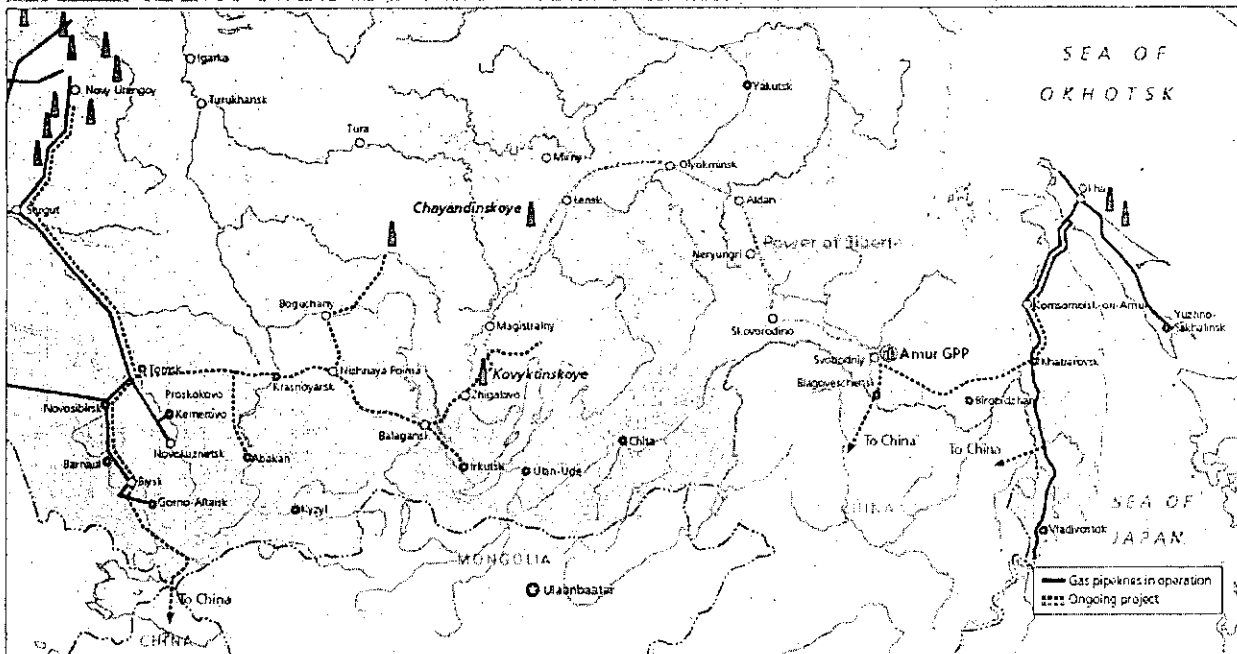 SEA OF
OKHOTSK
Igarka
Novy Urengoy
Turukhansk
Yakutsk
Tura
Mirny
Olyokminsk
Surgut
Chayandinskoye
Lensk
Aldan
Power of Siberia
Neryungri
Boguchany
Magistralny
Skovorodino
Komsomolsk-on-Amur
Yuzhno-
Sakhalinsk
Svobodniy
Amur GPP
Khabarovsk
Tomsk
Proskokovo
Krasnoyarsk
Nizhnaya Poima
Kovyktinskoye
Zhigalovo
Blagoveschensk
Birobidzhan
Novosibirsk
Kemerovo
Balagansk
Chita
To China
To China
Novokuznetsk
Abakan
Irkutsk
Ulan-Ude
Barnaul
Biysk
Gorno-Altaisk
Kyzyl
CHINA
SEA OF
JAPAN
Vladivostok
MONGOLIA
Ulaanbaatar
To China
CHINA
Gas pipelines in operation
Ongoing project